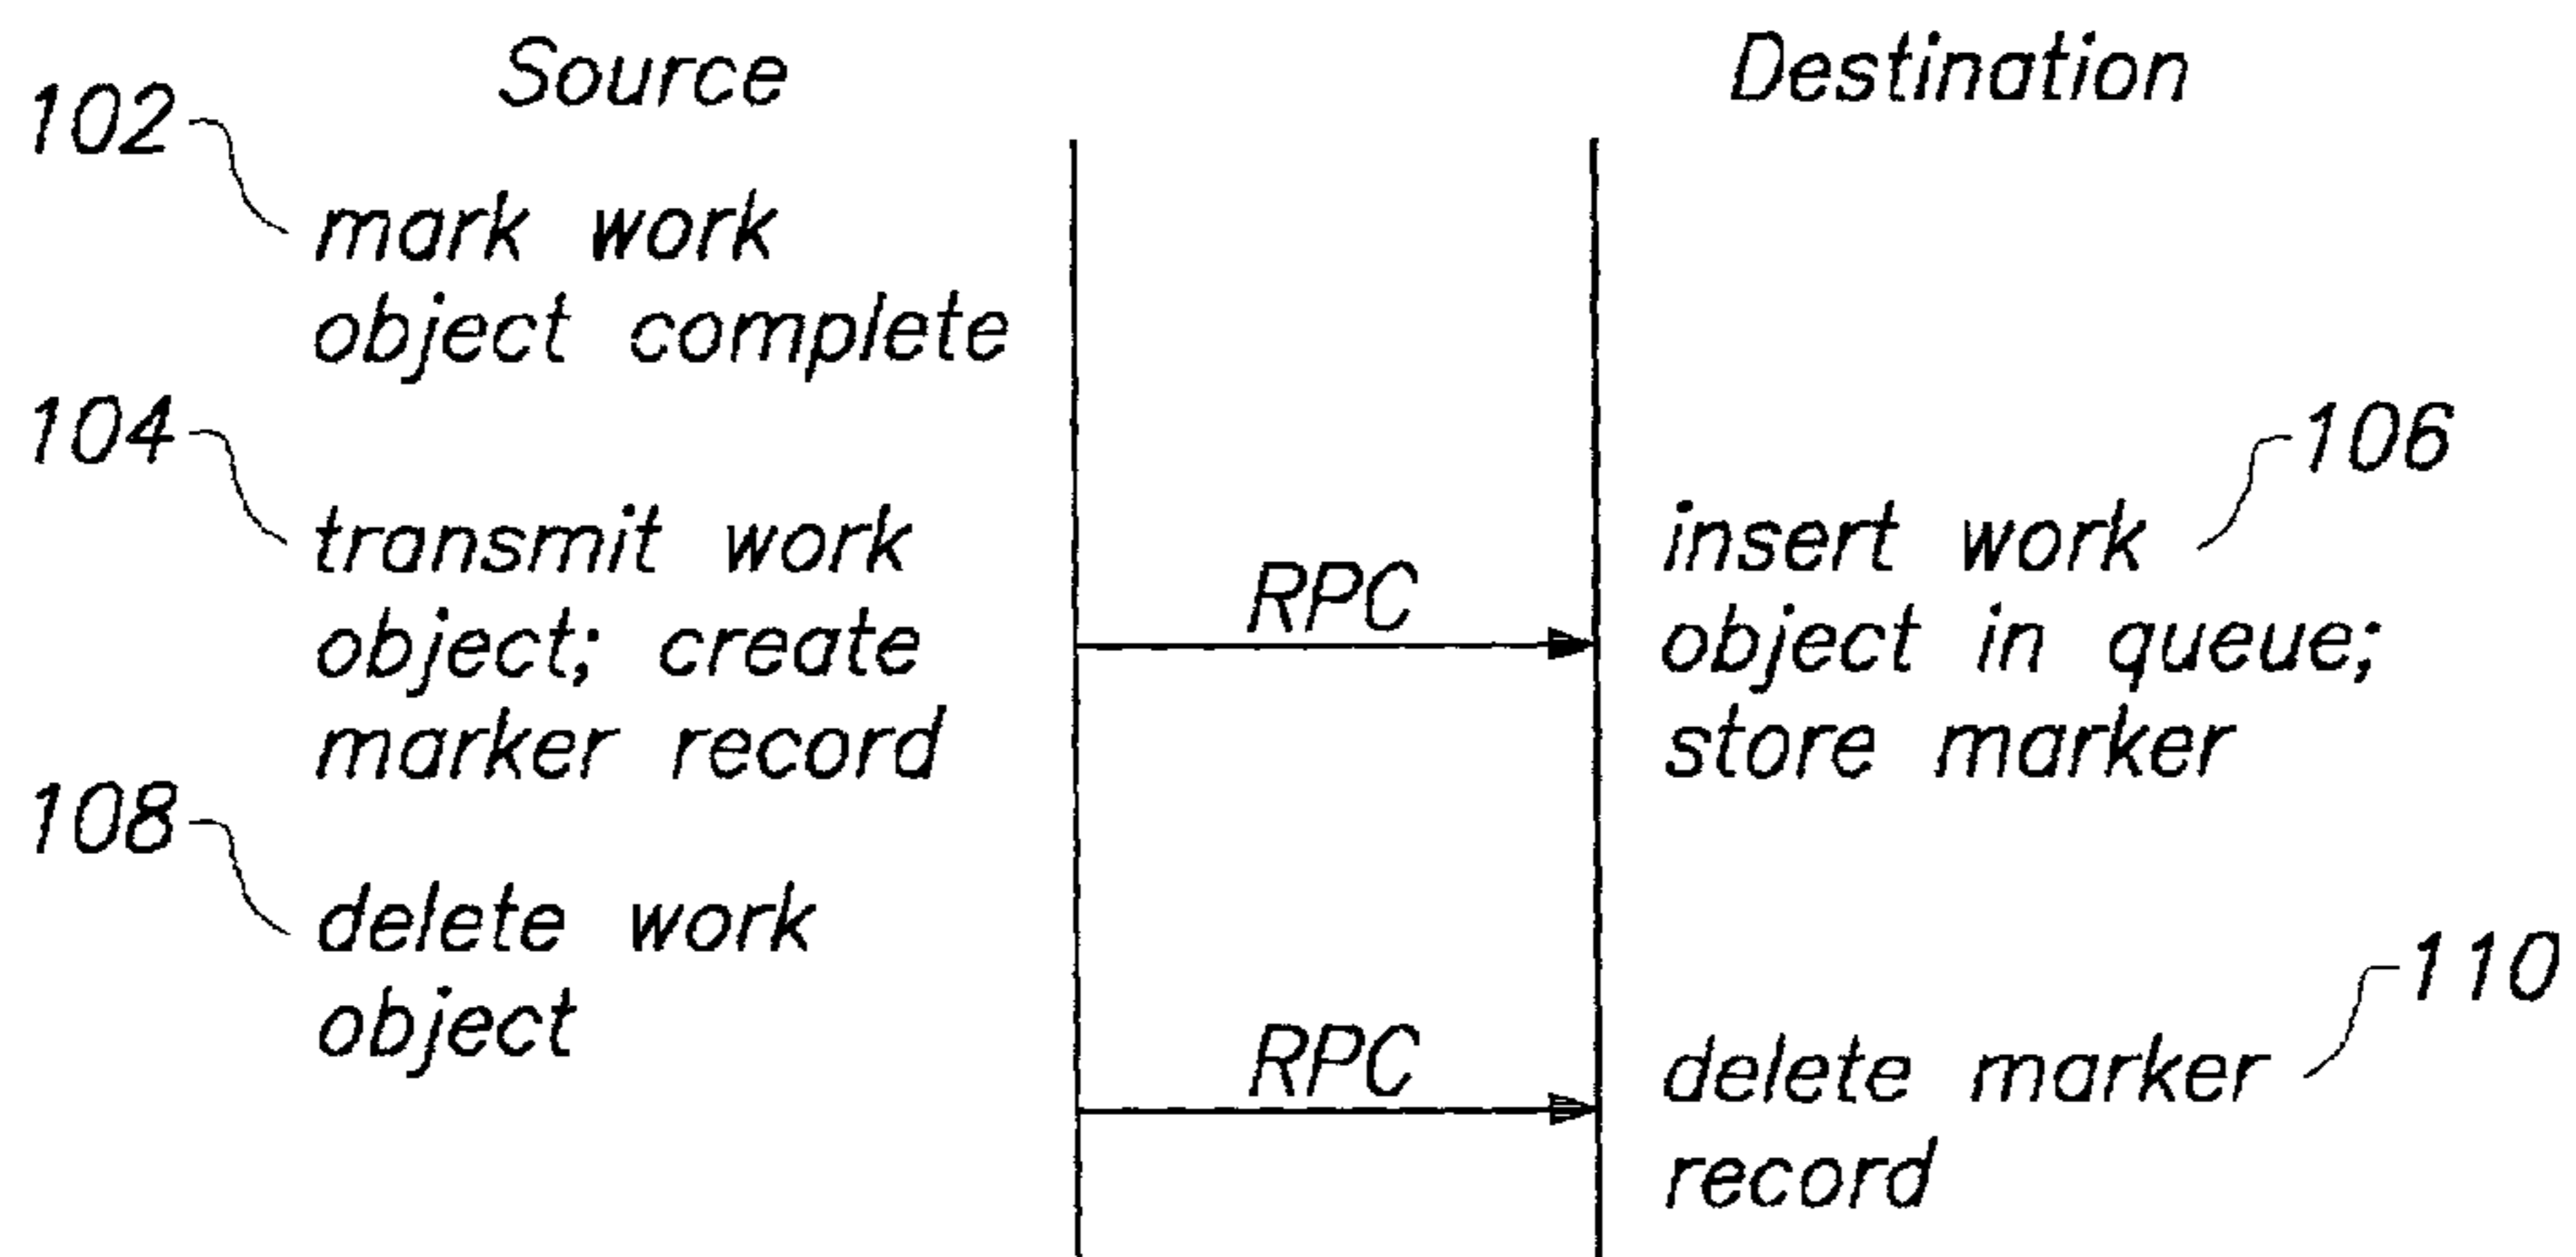 Source
Destination
102
mark work
object complete
104
transmit work
object; create
marker record
RPC
106
insert work
object in queue;
store marker
108
delete work
object
RPC
110
delete marker
record